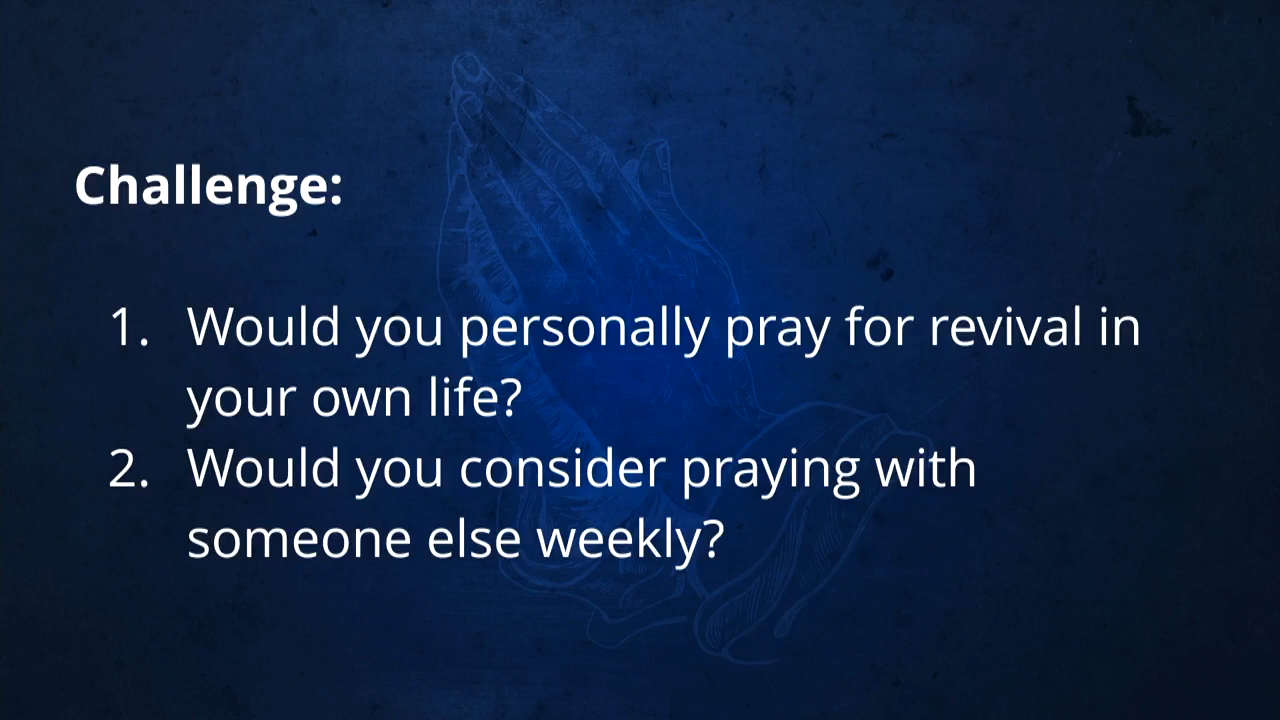 Challenge:
1. Would you personally pray for revival in
your own life?
2. Would you consider praying with
someone else weekly?